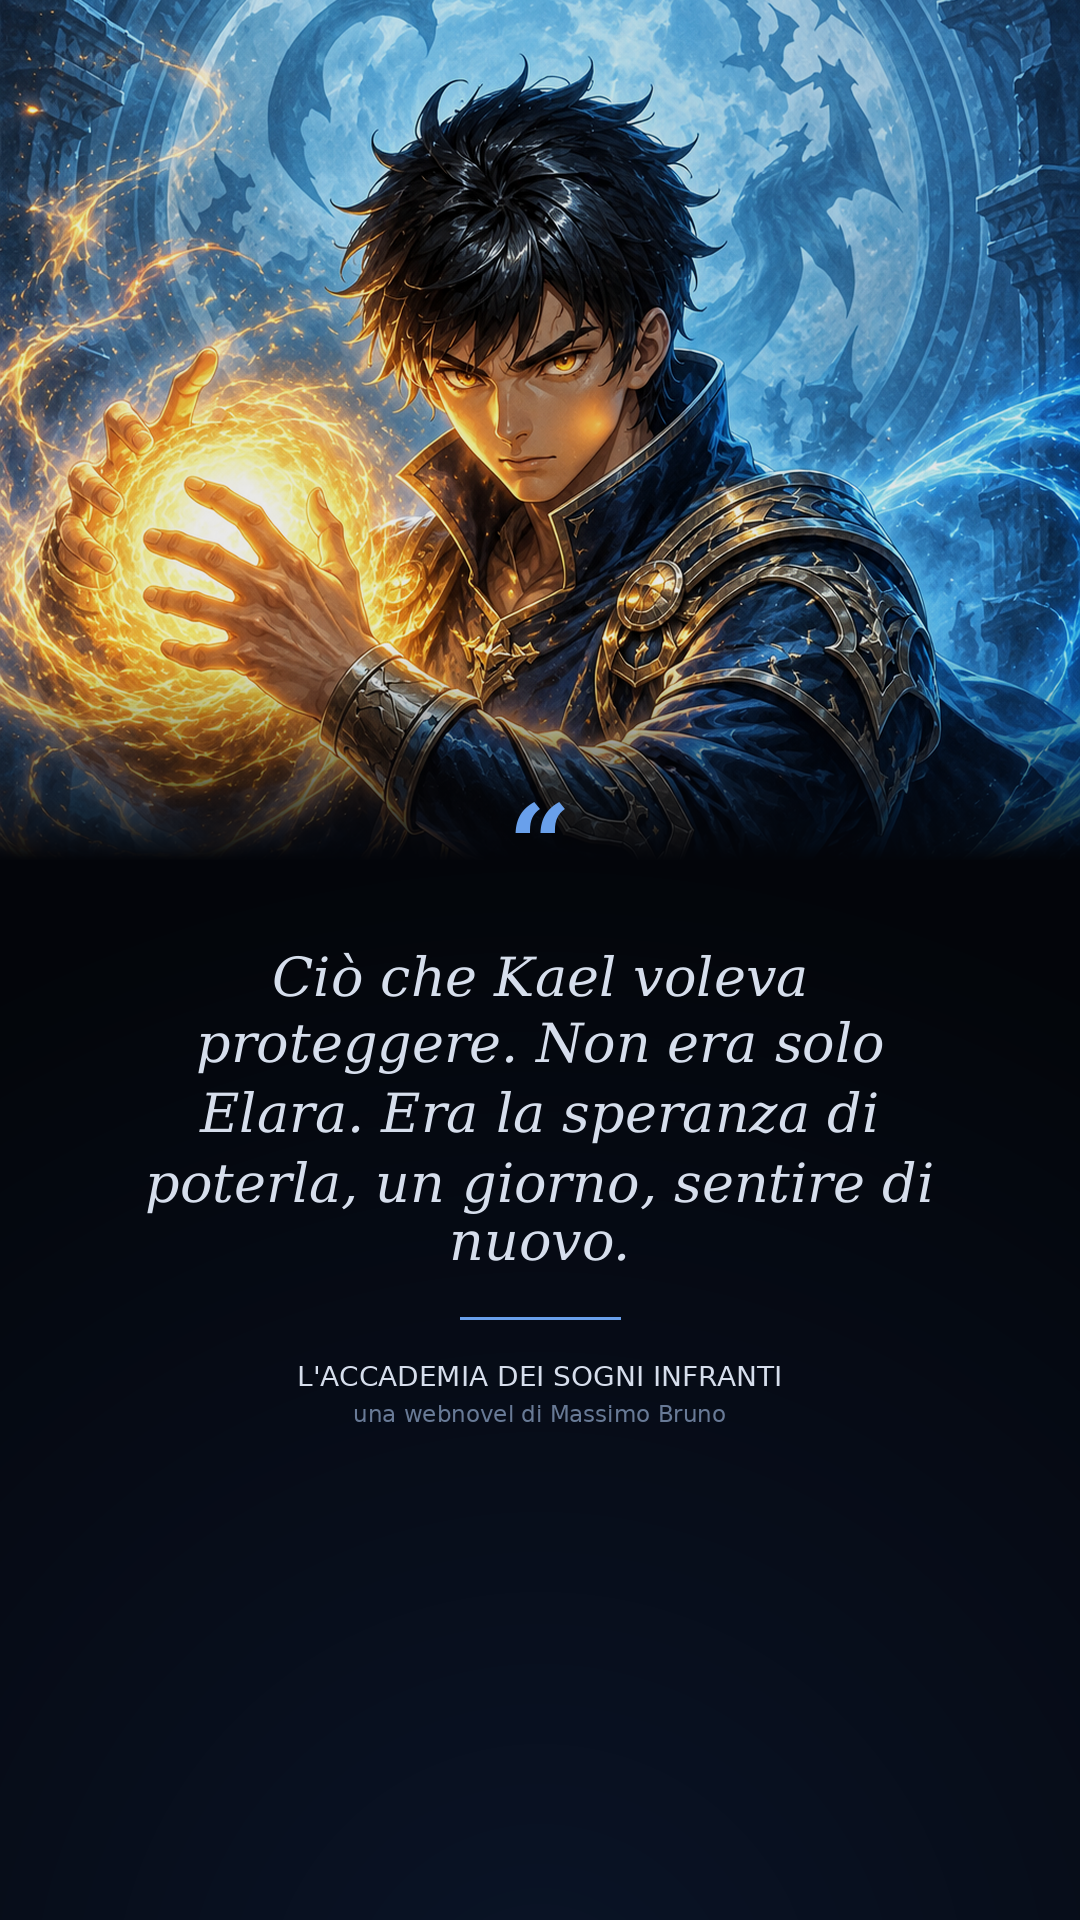 “
Ciò che Kael voleva
proteggere. Non era solo
Elara. Era la speranza di
poterla, un giorno, sentire di
nuovo.
L'ACCADEMIA DEI SOGNI INFRANTI
una webnovel di Massimo Bruno